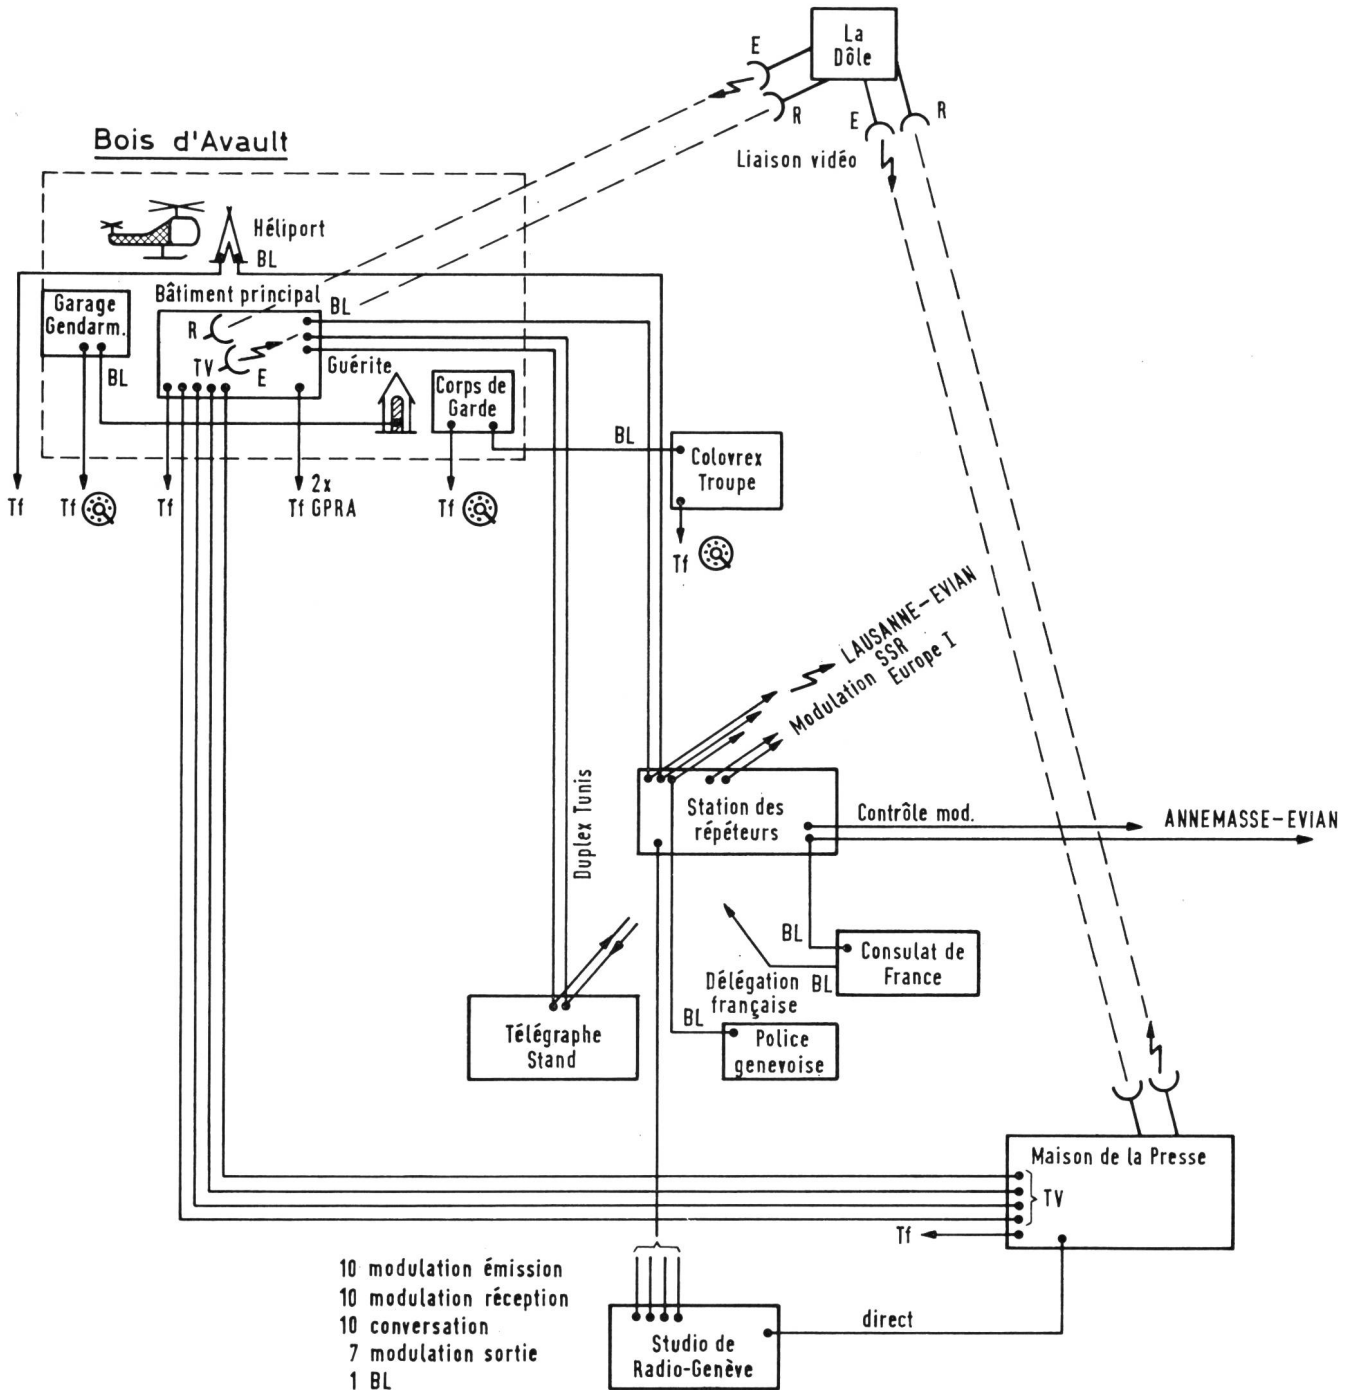 La
Dôle
E
R
E
R
Liaison vidéo
Bois d'Avault
Héliport
BL
Bâtiment principal
BL
Garage
Gendarm.
BL
R
TV
E
Guérite
Corps de
Garde
BL
Colovrex
Troupe
Tf
Tf
Tf
2x
Tf GPRA
Tf
Tf
LAUSANNE-EVIAN
SSR
Modulation Europe I
Duplex Tunis
Station des
répéteurs
Contrôle mod.
ANNEMASSE-EVIAN
BL
Consulat de
France
Délégation BL
française
BL
Police
genevoise
Télégraphe
Stand
Maison de la Presse
TV
Tf
10 modulation émission
10 modulation réception
10 conversation
7 modulation sortie
1 BL
Studio de
Radio-Genève
direct